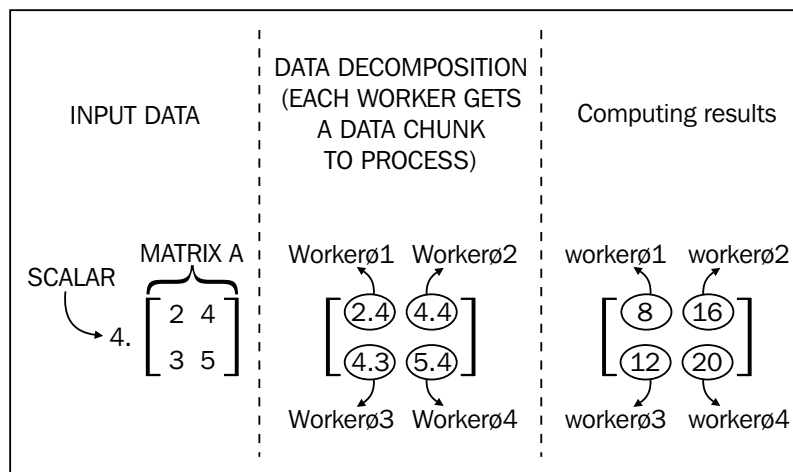 INPUT DATA
DATA DECOMPOSITION
(EACH WORKER GETS
A DATA CHUNK
TO PROCESS)
Computing results
SCALAR
MATRIX A
4.
2 4
3 5
Workerø1 Workerø2
2.4 4.4
4.3 5.4
Workerø3 Workerø4
workerø1 workerø2
8 16
12 20
workerø3 workerø4